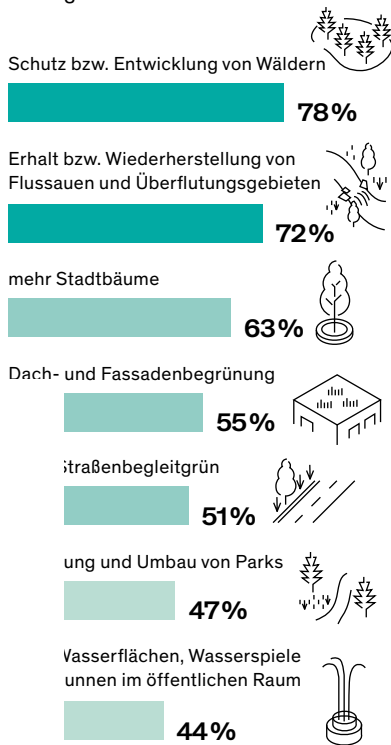 Schutz bzw. Entwicklung von Wäldern
78%
Erhalt bzw. Wiederherstellung von
Flussauen und Überflutungsgebieten
72%
mehr Stadtbäume
63%
Dach- und Fassadenbegrünung
55%
Straßenbegleitgrün
51%
ung und Umbau von Parks
47%
Wasserflächen, Wasserspiele
unnen im öffentlichen Raum
44%